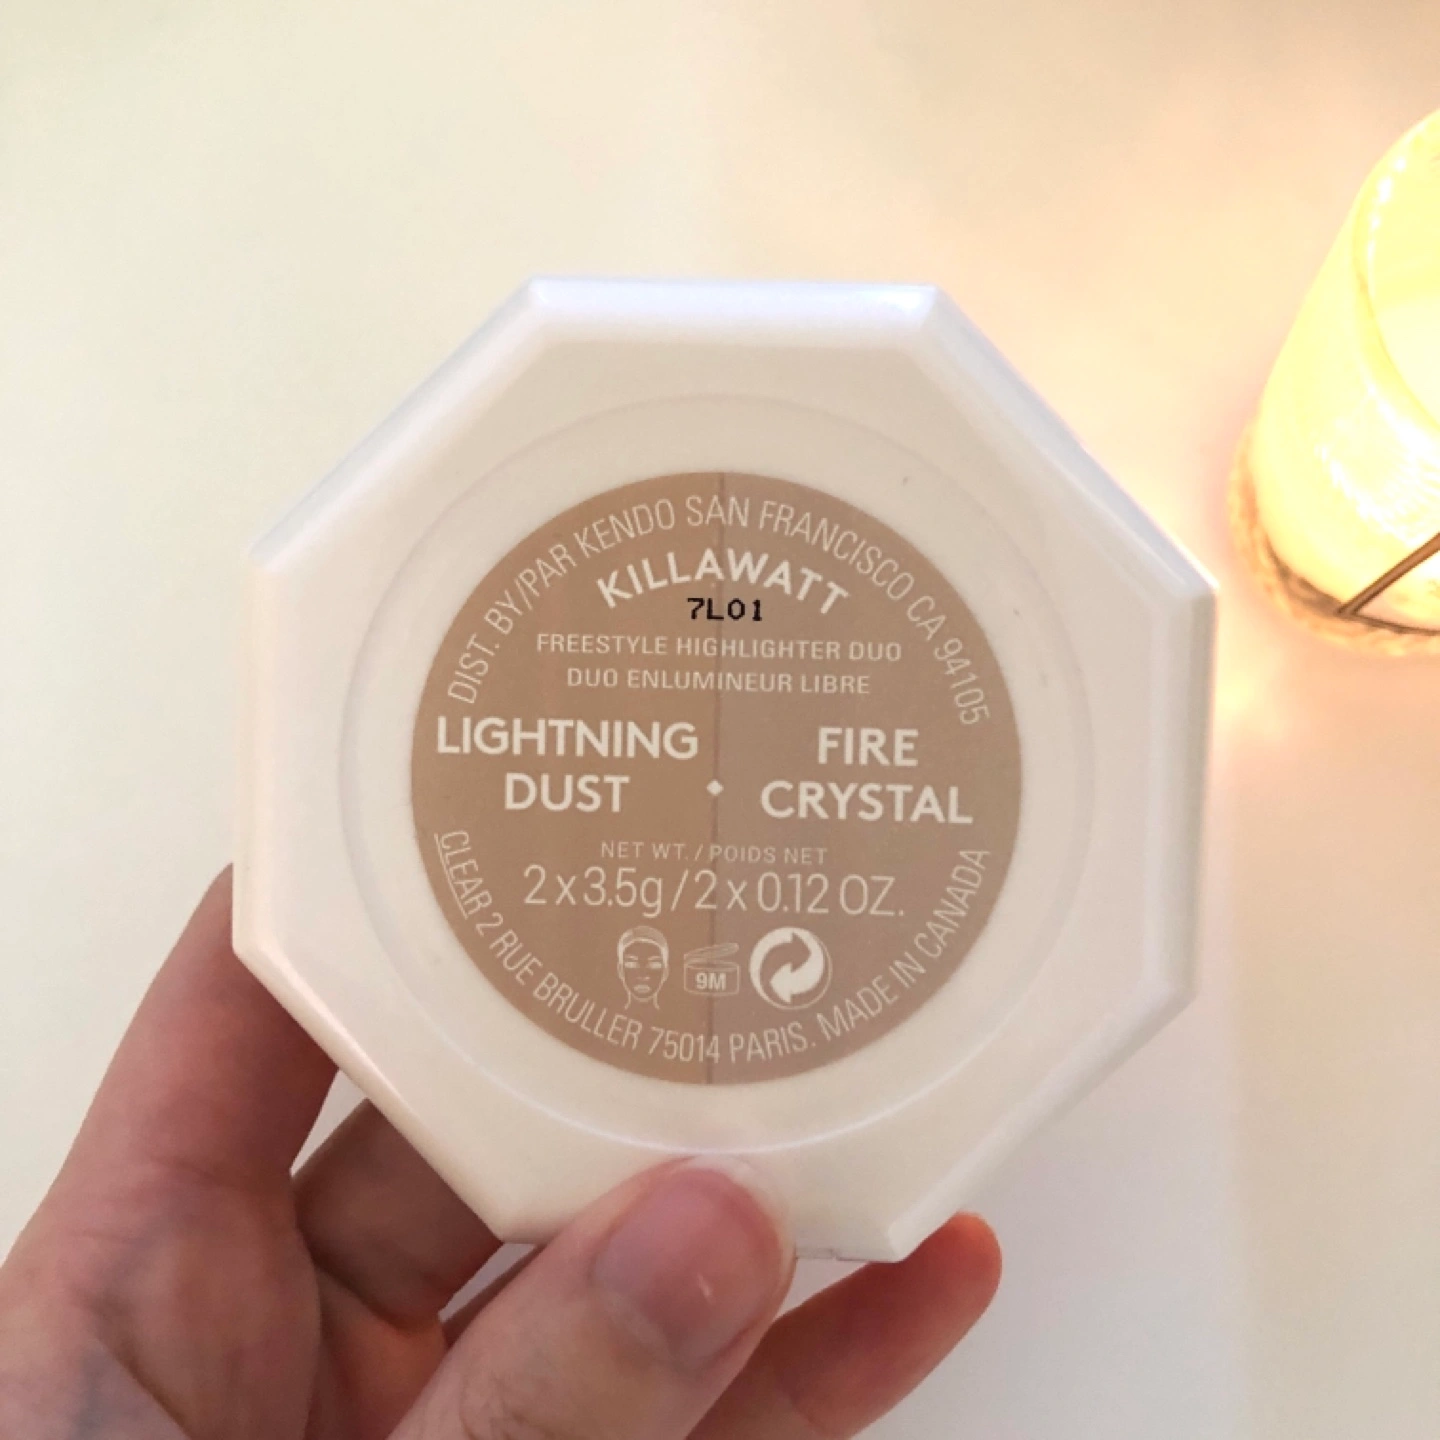 DIST. BY/PAR KENDO SAN FRANCISCO CA 94105
KILLAWATT
7L01
FREESTYLE HIGHLIGHTER DUO
DUO ENLUMINEUR LIBRE
LIGHTNING DUST
FIRE CRYSTAL
NET WT. / POIDS NET
2 x 3.5g / 2 x 0.12 OZ.
9M
CLEAR 2 RUE BRULLER 75014 PARIS. MADE IN CANADA